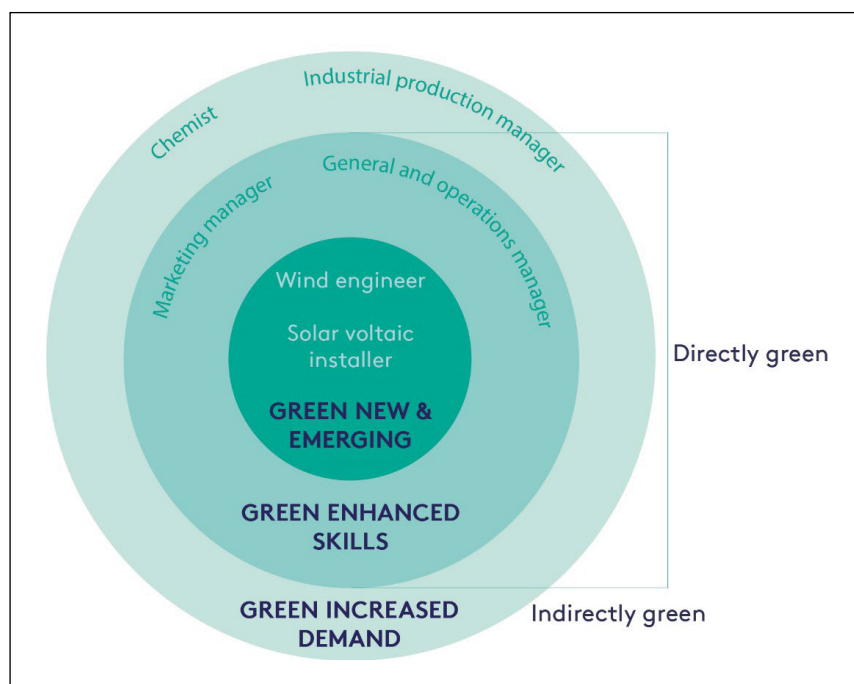 Industrial production manager
Chemist
General and operations manager
Marketing manager
Wind engineer
Solar voltaic
installer
GREEN NEW &
EMERGING
Directly green
GREEN ENHANCED
SKILLS
GREEN INCREASED
DEMAND
Indirectly green